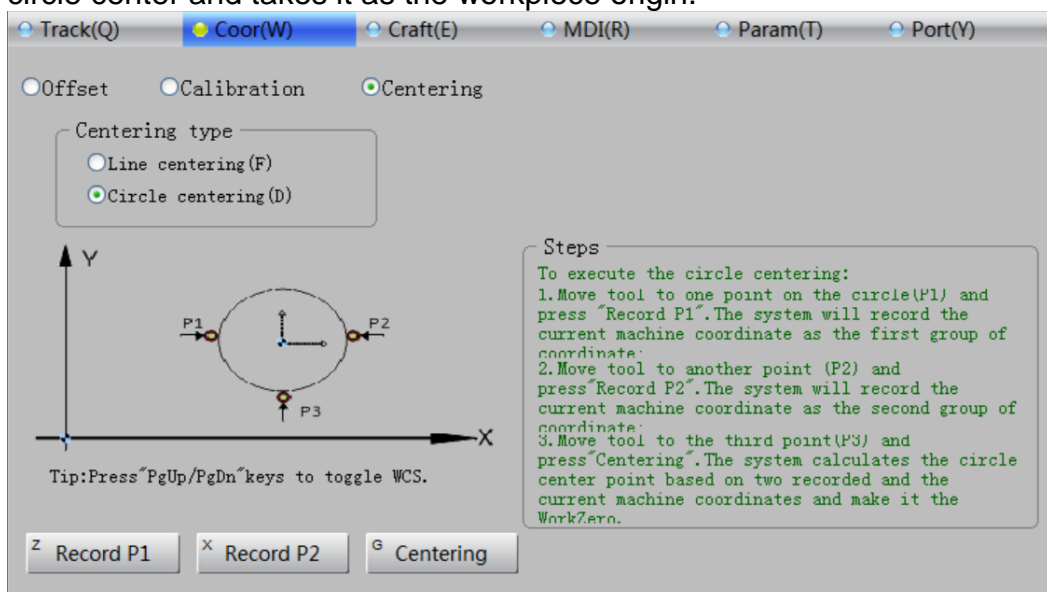 circle center and takes it as the workpiece origin.
Track(Q) Coor(W) Craft(E) MDI(R) Param(T) Port(Y)
Offset Calibration Centering
Centering type
Line centering(F)
Circle centering(D)
Y
P1
P2
P3
X
Tip:Press"PgUp/PgDn"keys to toggle WCS.
Steps
To execute the circle centering:
1.Move tool to one point on the circle(P1) and
press "Record P1".The system will record the
current machine coordinate as the first group of
coordinate;
2.Move tool to another point (P2) and
press"Record P2".The system will record the
current machine coordinate as the second group of
coordinate;
3.Move tool to the third point(P3) and
press"Centering".The system calculates the circle
center point based on two recorded and the
current machine coordinates and make it the
WorkZero.
Z Record P1 X Record P2 G Centering